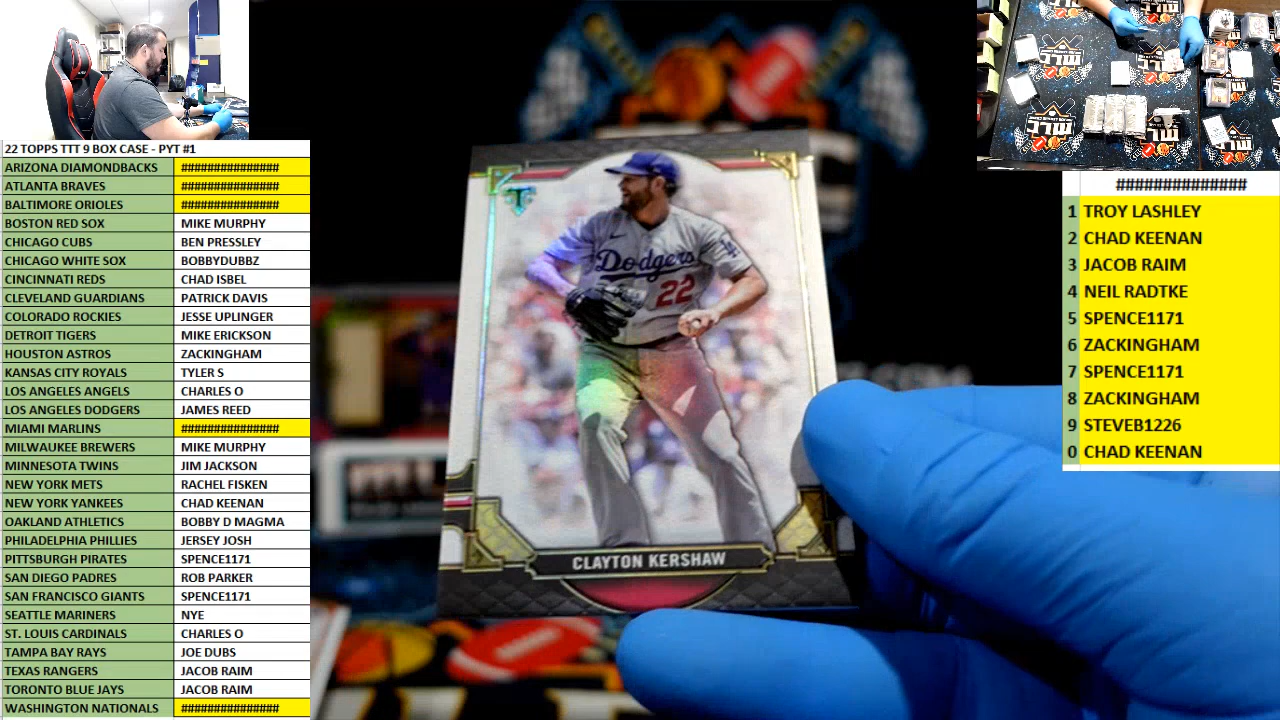 22 TOPPS TTT 9 BOX CASE - PYT #1
ARIZONA DIAMONDBACKS ###############
ATLANTA BRAVES ###############
BALTIMORE ORIOLES ###############
BOSTON RED SOX MIKE MURPHY
CHICAGO CUBS BEN PRESSLEY
CHICAGO WHITE SOX BOBBYDUBBZ
CINCINNATI REDS CHAD ISBEL
CLEVELAND GUARDIANS PATRICK DAVIS
COLORADO ROCKIES JESSE UPLINGER
DETROIT TIGERS MIKE ERICKSON
HOUSTON ASTROS ZACKINGHAM
KANSAS CITY ROYALS TYLER S
LOS ANGELES ANGELS CHARLES O
LOS ANGELES DODGERS JAMES REED
MIAMI MARLINS ###############
MILWAUKEE BREWERS MIKE MURPHY
MINNESOTA TWINS JIM JACKSON
NEW YORK METS RACHEL FISKEN
NEW YORK YANKEES CHAD KEENAN
OAKLAND ATHLETICS BOBBY D MAGMA
PHILADELPHIA PHILLIES JERSEY JOSH
PITTSBURGH PIRATES SPENCE1171
SAN DIEGO PADRES ROB PARKER
SAN FRANCISCO GIANTS SPENCE1171
SEATTLE MARINERS NYE
ST. LOUIS CARDINALS CHARLES O
TAMPA BAY RAYS JOE DUBS
TEXAS RANGERS JACOB RAIM
TORONTO BLUE JAYS JACOB RAIM
WASHINGTON NATIONALS ###############
Dodgers
22
LA
CLAYTON KERSHAW
MLC
MLC
##############
1 TROY LASHLEY
2 CHAD KEENAN
3 JACOB RAIM
4 NEIL RADTKE
5 SPENCE1171
6 ZACKINGHAM
7 SPENCE1171
8 ZACKINGHAM
9 STEVEB1226
0 CHAD KEENAN